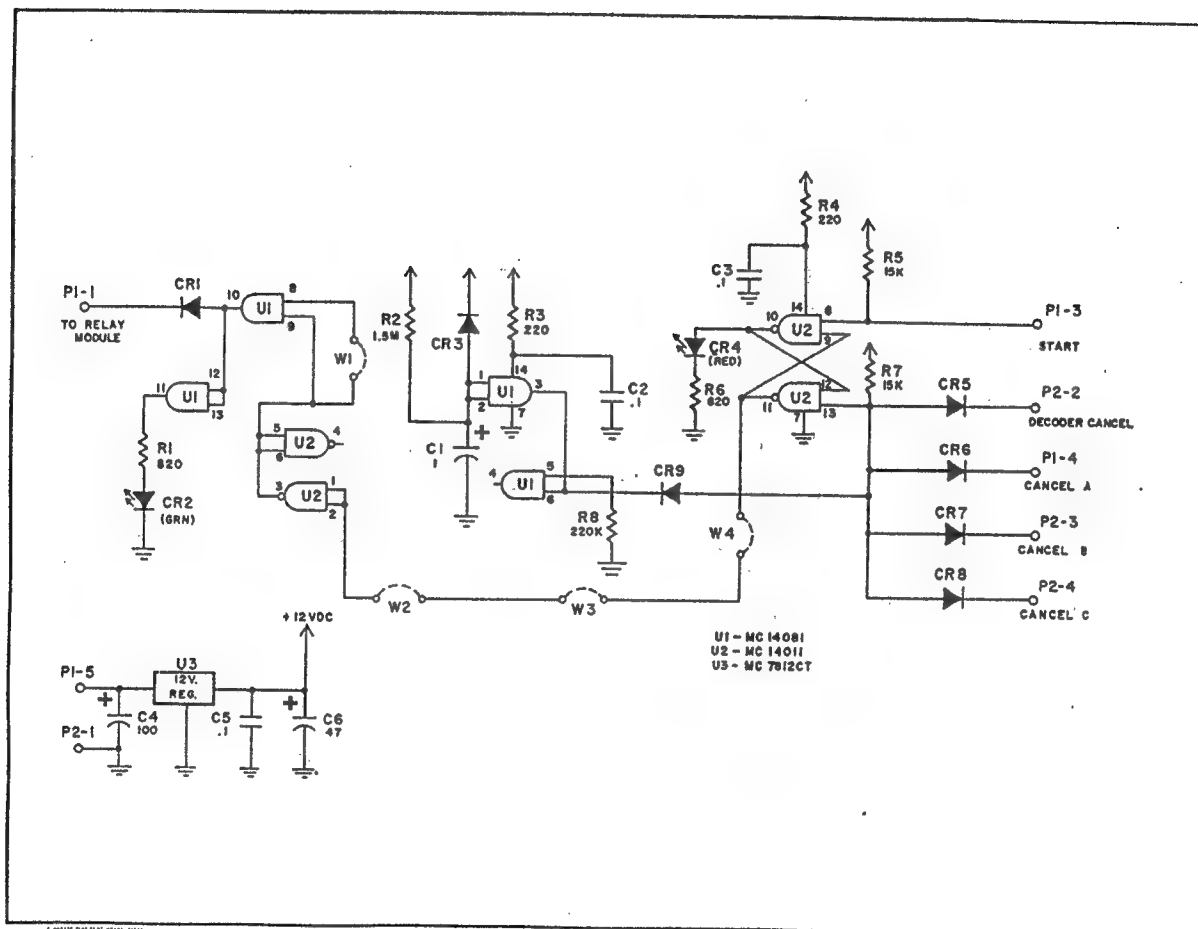 R4
220
R5
15K
C3
.1
14
P1-1
CR1
10
U1
8
9
TO RELAY
MODULE
R2
1.5M
CR3
R3
220
10
U2
8
9
P1-3
START
W1
CR4
(RED)
R7
15K
1
2
U1
14
3
7
C2
.1
11
U1
12
13
R6
820
11
U2
12
13
7
CR5
P2-2
DECODER CANCEL
R1
820
5
6
U2
4
+
C1
1
CR6
P1-4
CANCEL A
4
U1
5
6
CR9
CR2
(GRN)
3
U2
1
2
R8
220K
W4
CR7
P2-3
CANCEL B
CR8
P2-4
CANCEL C
W2
W3
+12VDC
U1-MC 14081
U2-MC 14011
U3-MC 7812CT
P1-5
U3
12V.
REG.
+
C4
100
C5
.1
+
C6
47
P2-1